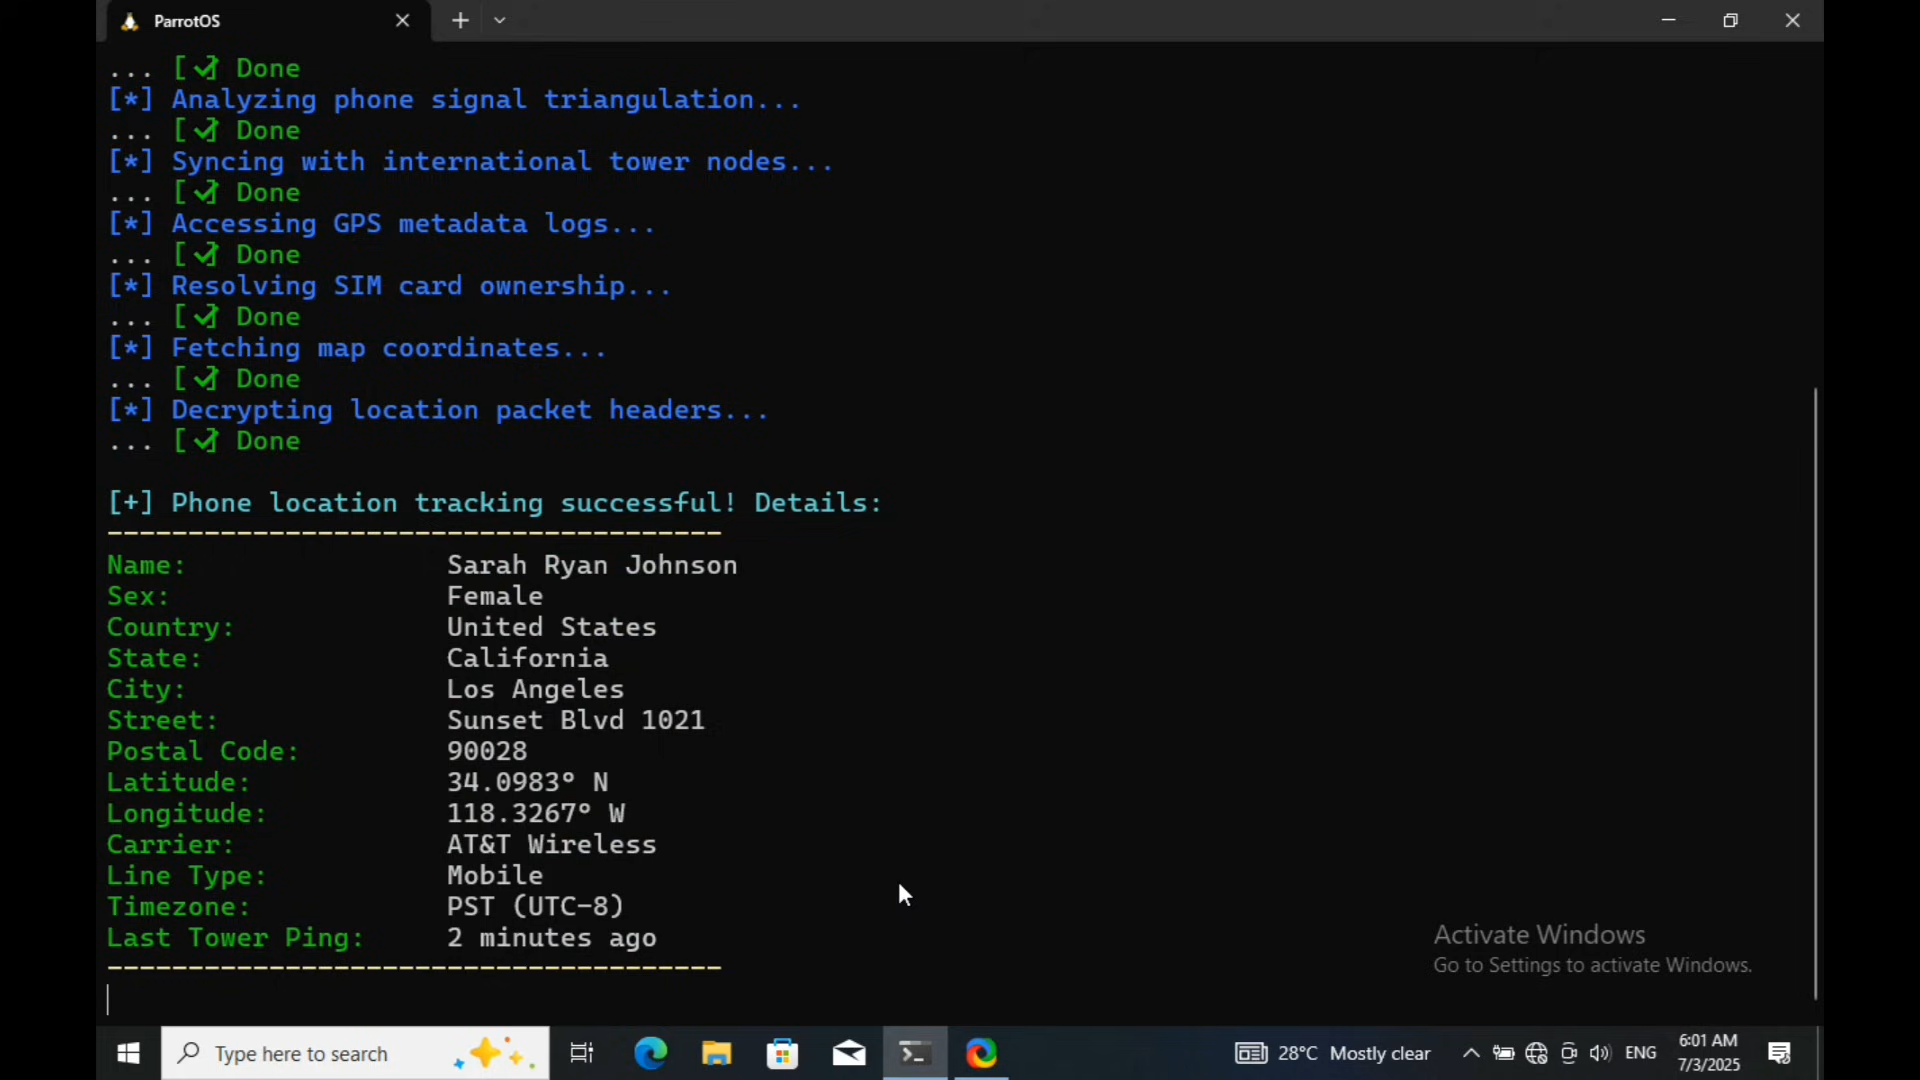 ParrotOS
... [✔] Done
[*] Analyzing phone signal triangulation...
... [✔] Done
[*] Syncing with international tower nodes...
... [✔] Done
[*] Accessing GPS metadata logs...
... [✔] Done
[*] Resolving SIM card ownership...
... [✔] Done
[*] Fetching map coordinates...
... [✔] Done
[*] Decrypting location packet headers...
... [✔] Done
[+] Phone location tracking successful! Details:
--------------------------------------
Name: Sarah Ryan Johnson
Sex: Female
Country: United States
State: California
City: Los Angeles
Street: Sunset Blvd 1021
Postal Code: 90028
Latitude: 34.0983° N
Longitude: 118.3267° W
Carrier: AT&T Wireless
Line Type: Mobile
Timezone: PST (UTC-8)
Last Tower Ping: 2 minutes ago
--------------------------------------
Activate Windows
Go to Settings to activate Windows.
Type here to search
28°C Mostly clear
ENG
6:01 AM
7/3/2025